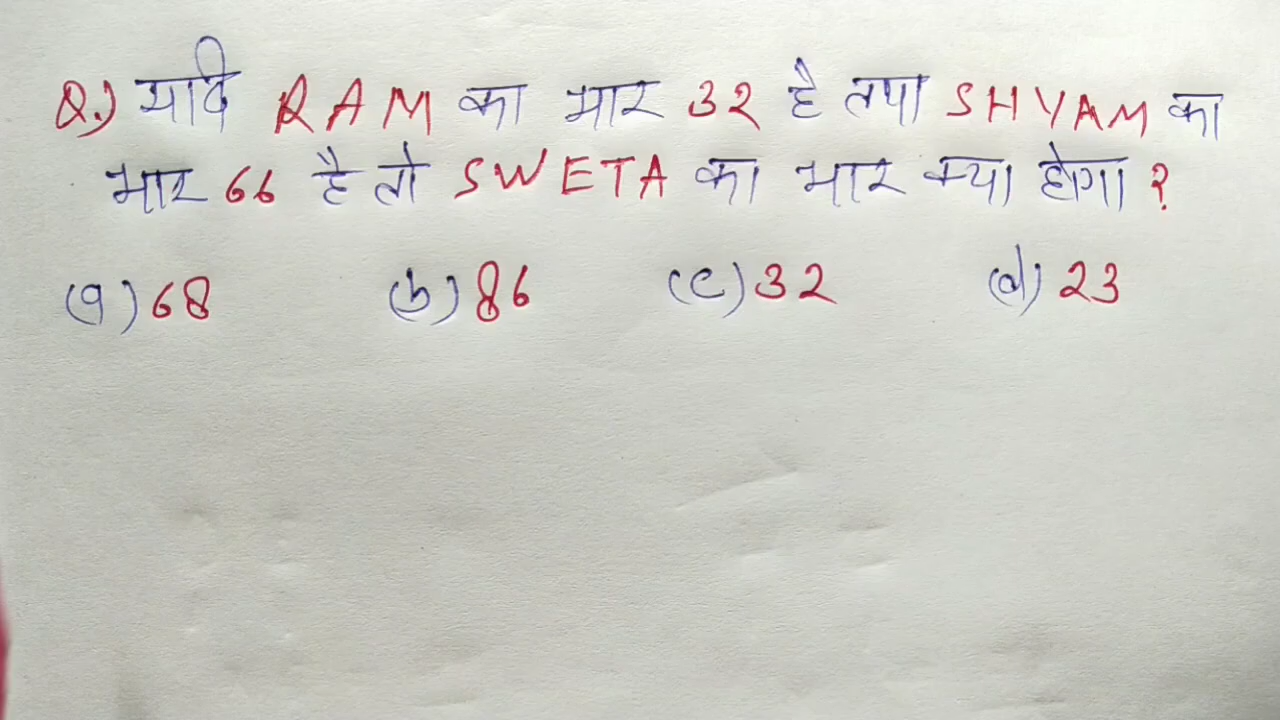 Q.) यदि RAM का भार 32 है तथा SHYAM का
भार 66 है तो SWETA का भार क्या होगा ?
(a) 68 (b) 86 (c) 32 (d) 23